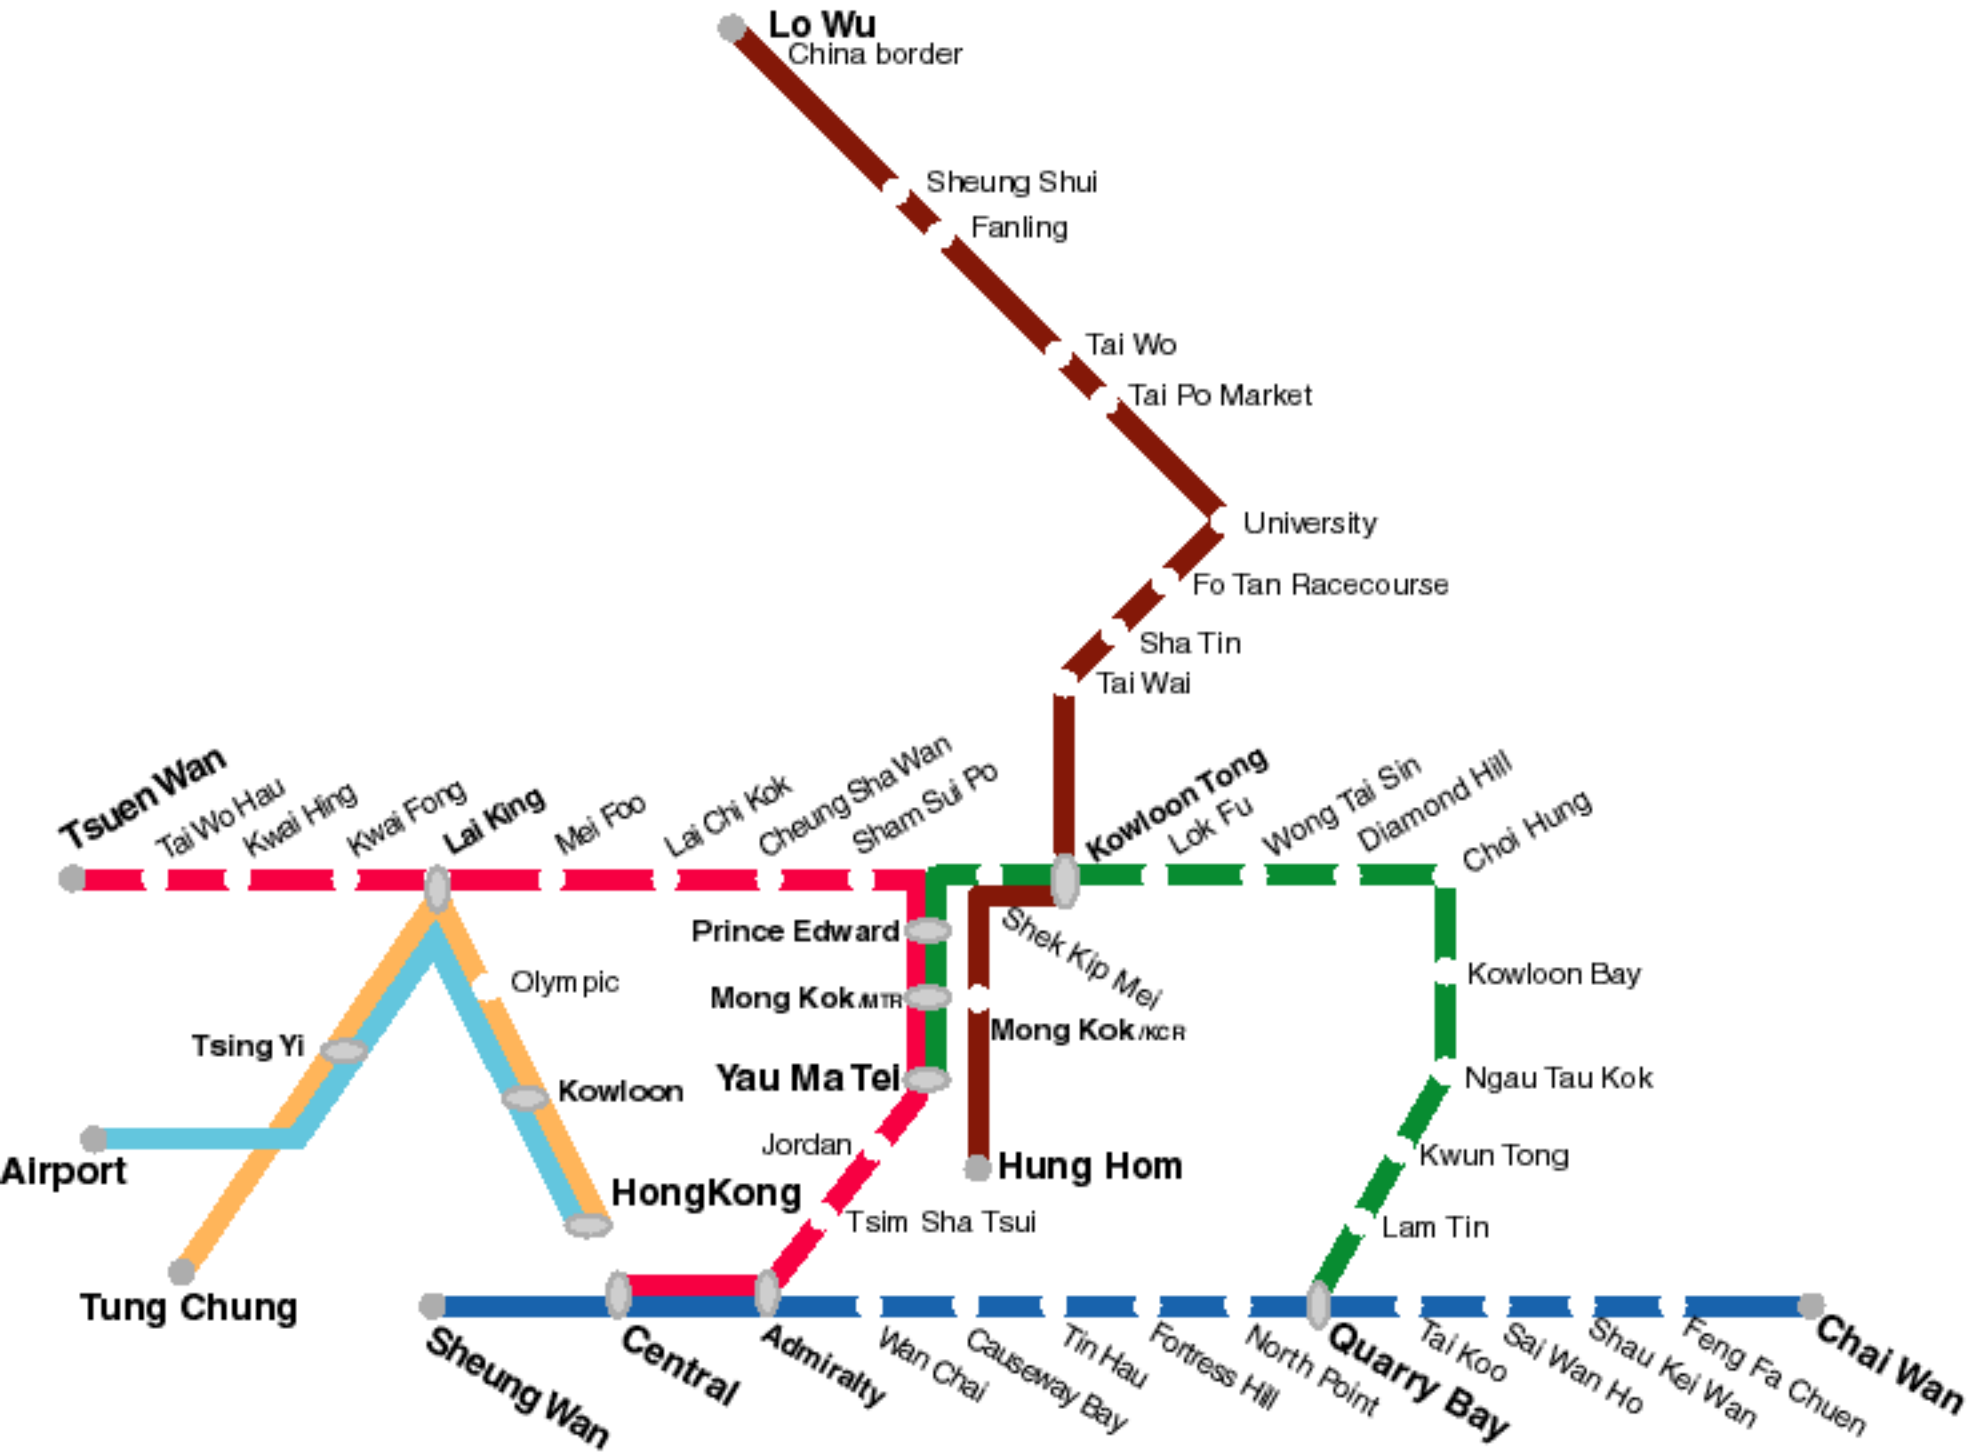 Lo Wu
China border
Sheung Shui
Fanling
Tai Wo
Tai Po Market
University
Fo Tan Racecourse
Sha Tin
Tai Wai
Tsuen Wan
Tai Wo Hau
Kwai Hing
Kwai Fong
Lai King
Mei Foo
Lai Chi Kok
Cheung Sha Wan
Sham Sui Po
Kowloon Tong
Lok Fu
Wong Tai Sin
Diamond Hill
Choi Hung
Prince Edward
Shek Kip Mei
Olympic
Kowloon Bay
Mong Kok/MTR
Mong Kok/KCR
Tsing Yi
Kowloon
Yau Ma Tei
Ngau Tau Kok
Jordan
Kwun Tong
Airport
Hung Hom
HongKong
Tsim Sha Tsui
Lam Tin
Tung Chung
Sheung Wan
Central
Admiralty
Wan Chai
Causeway Bay
Tin Hau
Fortress Hill
North Point
Quarry Bay
Tai Koo
Sai Wan Ho
Shau Kei Wan
Feng Fa Chuen
Chai Wan